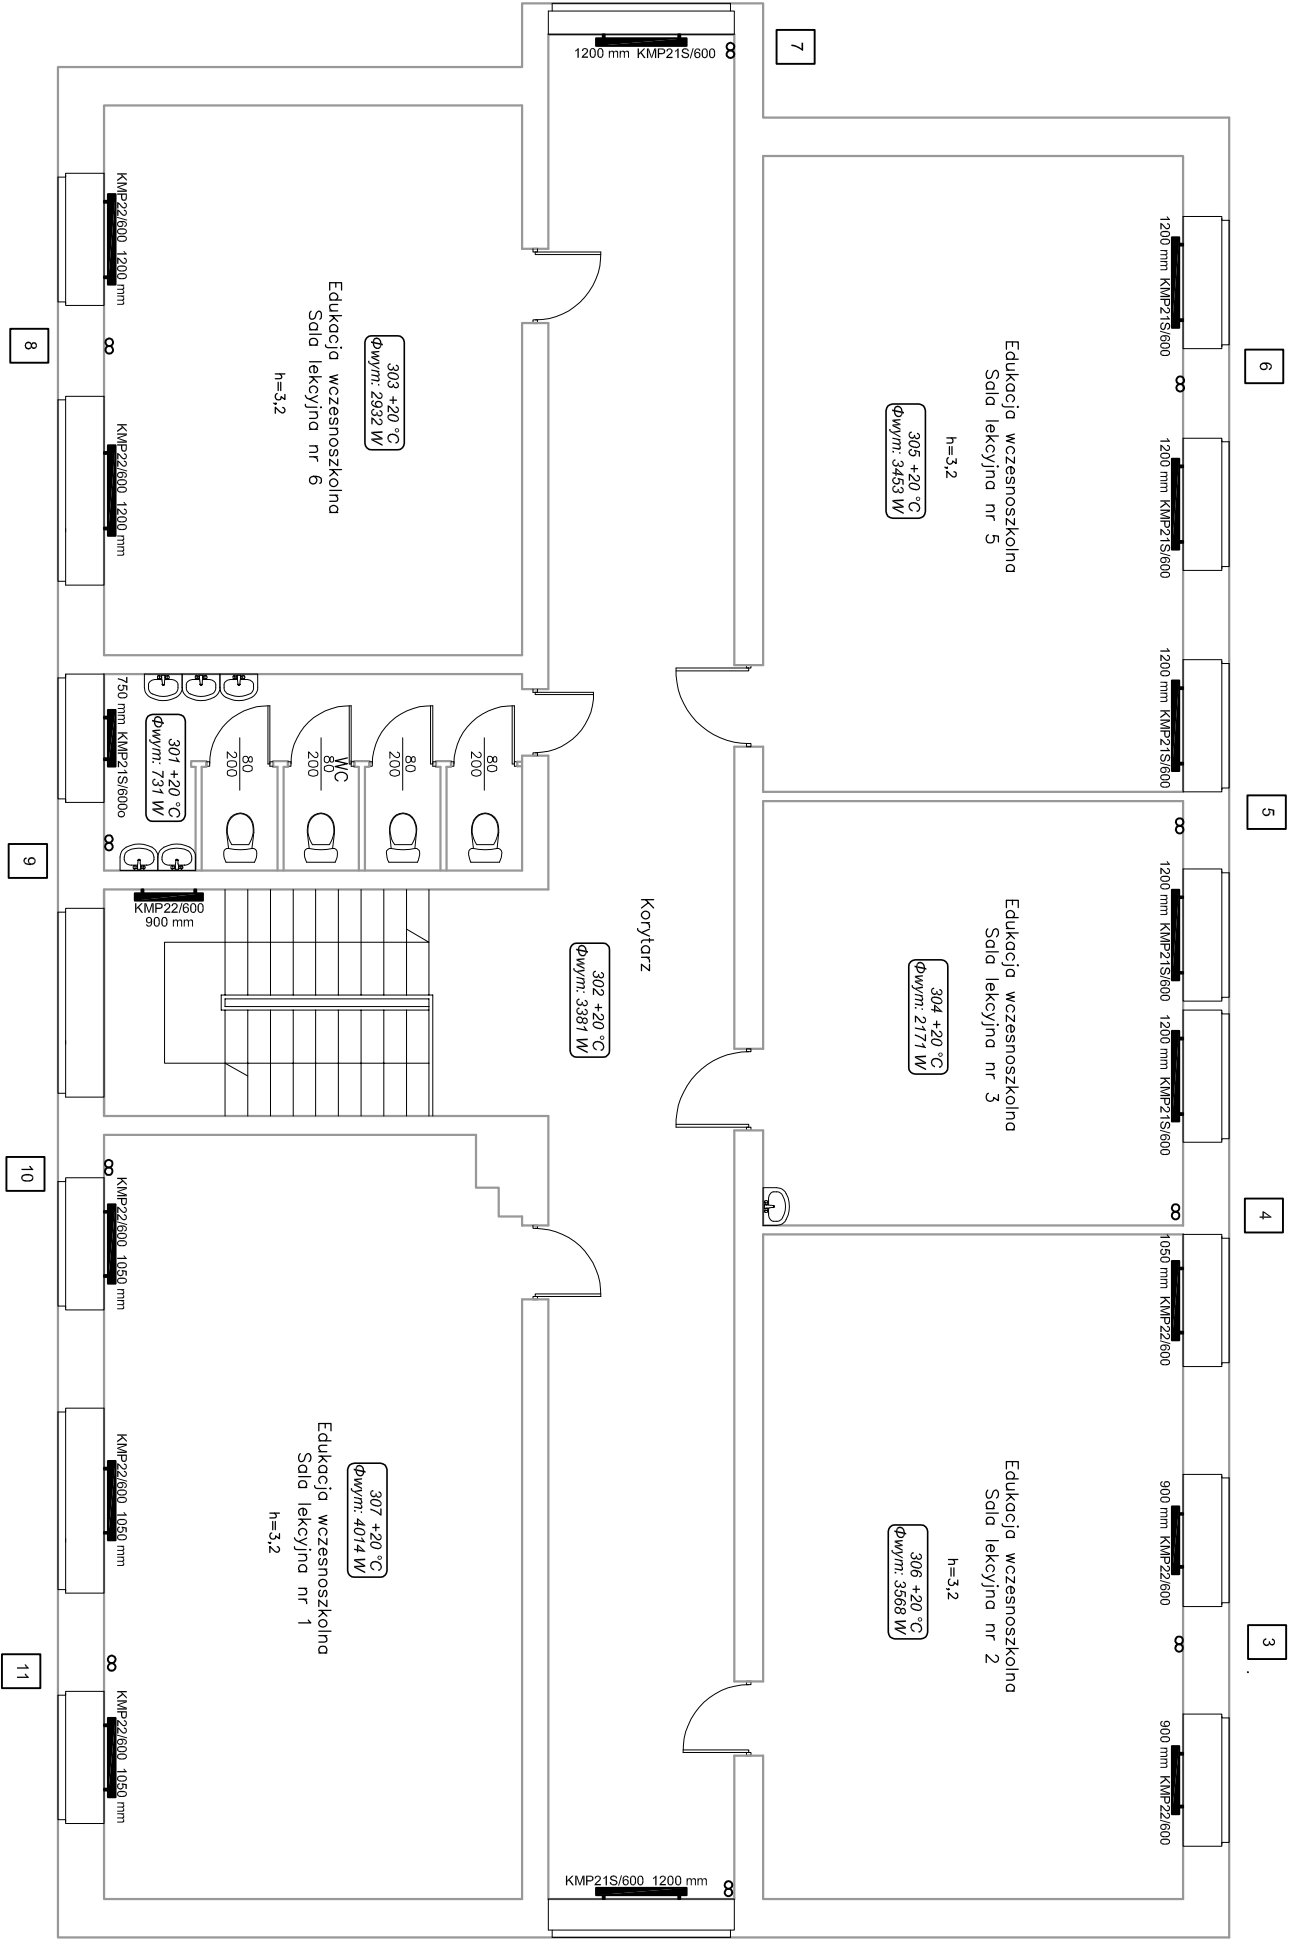 1200 mm KMP21S/600
7
KMP22/600 1200 mm
8
KMP22/600 1200 mm
Edukacja wczesnoszkolna
Sala lekcyjna nr 6
h=3,2
303 +20 °C
Φwym: 2932 W
1200 mm KMP21S/600
6
1200 mm KMP21S/600
1200 mm KMP21S/600
Edukacja wczesnoszkolna
Sala lekcyjna nr 5
h=3,2
305 +20 °C
Φwym: 3453 W
5
750 mm KMP21S/600o
301 +20 °C
Φwym: 731 W
WC
80
200
80
200
80
200
80
200
9
KMP22/600
900 mm
Korytarz
302 +20 °C
Φwym: 3381 W
Edukacja wczesnoszkolna
Sala lekcyjna nr 3
304 +20 °C
Φwym: 2171 W
1200 mm KMP21S/600
1200 mm KMP21S/600
4
10
KMP22/600 1050 mm
KMP22/600 1050 mm
KMP22/600 1050 mm
11
Edukacja wczesnoszkolna
Sala lekcyjna nr 1
h=3,2
307 +20 °C
Φwym: 4014 W
1050 mm KMP22/600
900 mm KMP22/600
900 mm KMP22/600
3
Edukacja wczesnoszkolna
Sala lekcyjna nr 2
h=3,2
306 +20 °C
Φwym: 3568 W
KMP21S/600 1200 mm